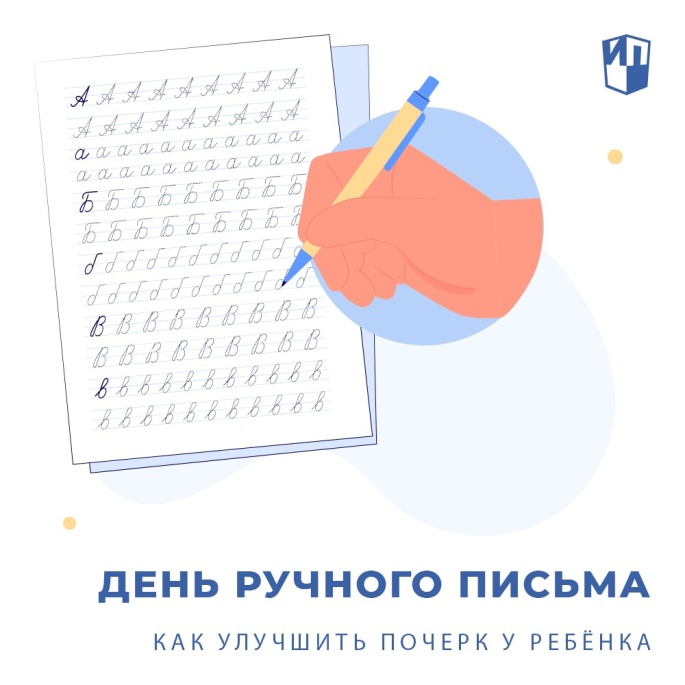 ИП
А А А А А А А А А
А А А А А А А А А
а а а а а а а а а а а
а а а а а а а а а а а
Б Б Б Б Б Б Б Б Б
Б Б Б Б Б Б Б Б Б
б б б б б б б б б б б
б б б б б б б б б б б
В В В В В В В В В
В В В В В В В В В
в в в в в в в в в в в
в в в в в в в в в в в
ДЕНЬ РУЧНОГО ПИСЬМА
КАК УЛУЧШИТЬ ПОЧЕРК У РЕБЁНКА